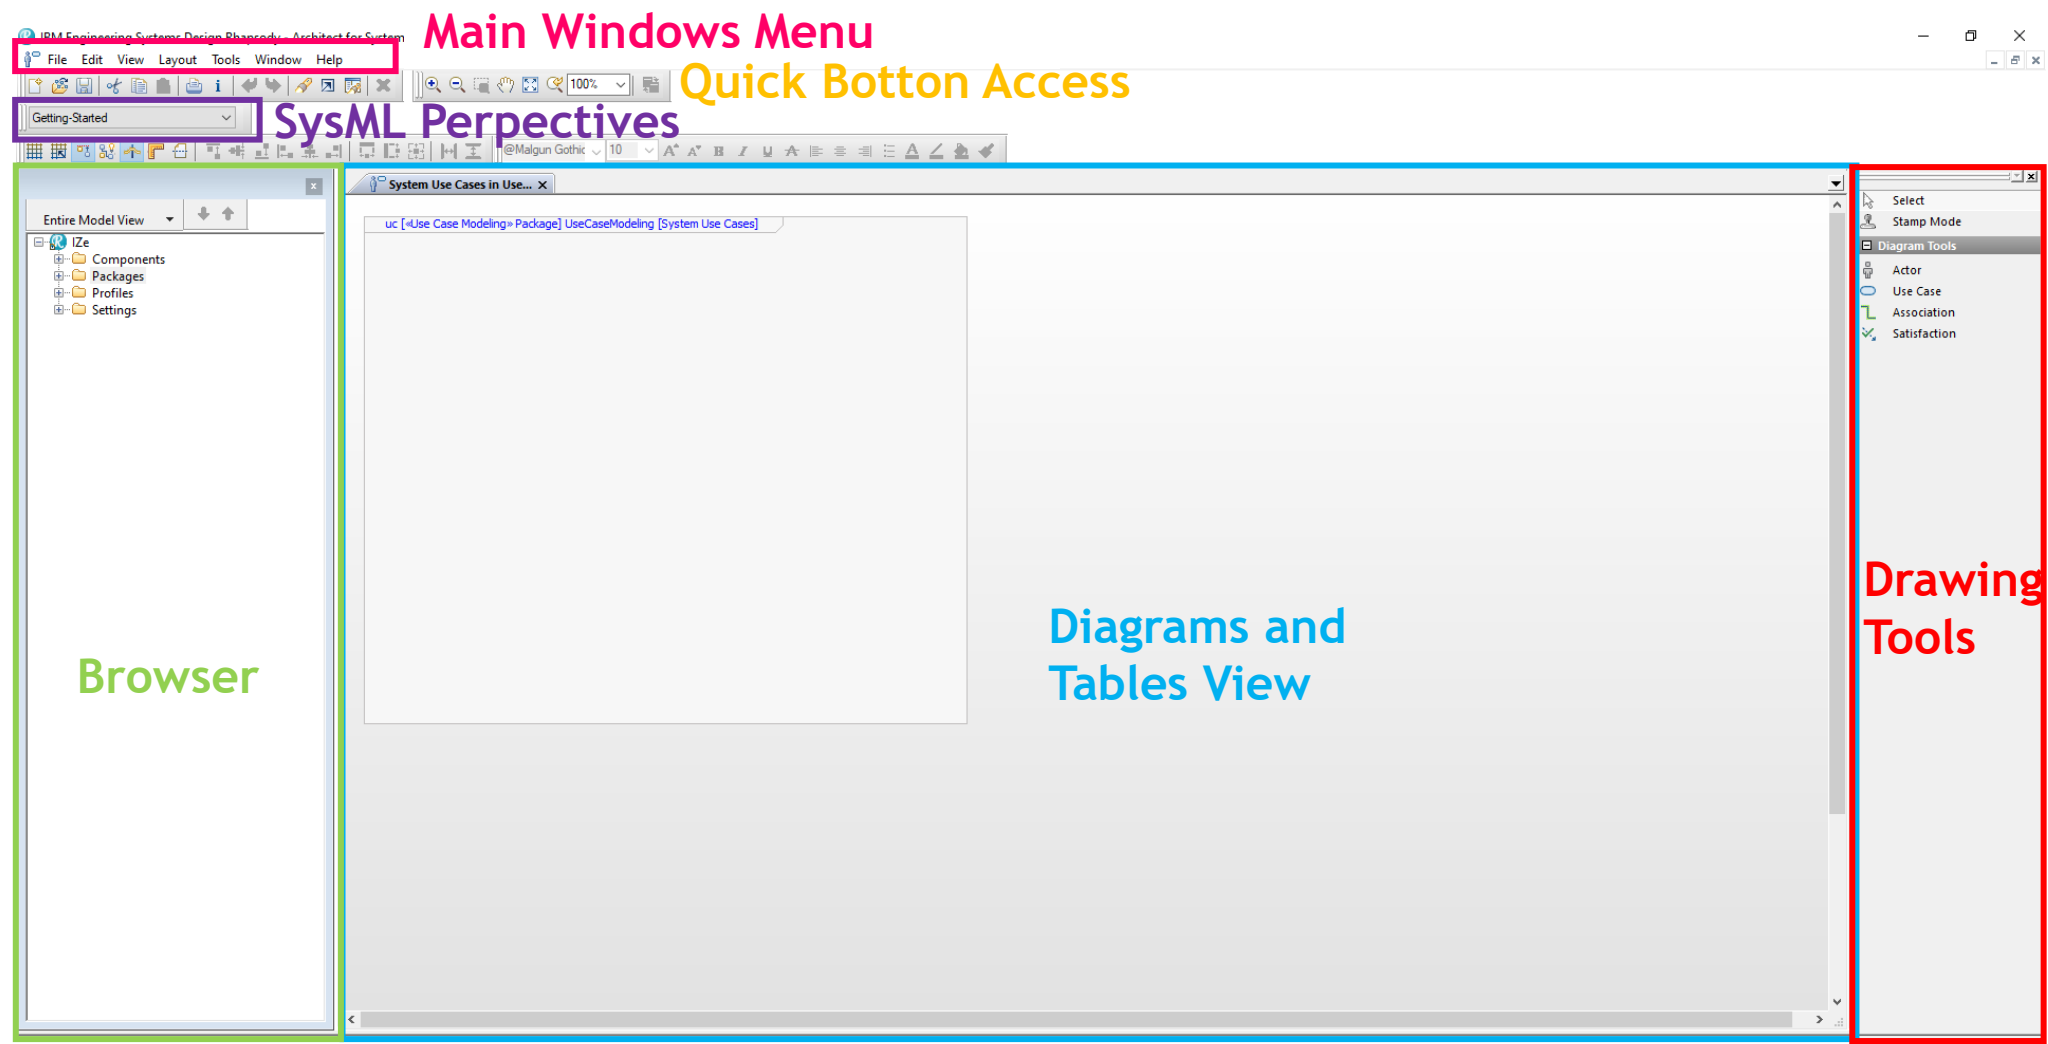 IBM Engineering Systems Design Rhapsody - Architect for System
Main Windows Menu
File Edit View Layout Tools Window Help
100%
Quick Botton Access
Getting-Started
SysML Perpectives
@Malgun Gothic 10
System Use Cases in Use...
Entire Model View
IZe
Components
Packages
Profiles
Settings
Browser
uc [«Use Case Modeling» Package] UseCaseModeling [System Use Cases]
Diagrams and
Tables View
Select
Stamp Mode
Diagram Tools
Actor
Use Case
Association
Satisfaction
Drawing
Tools